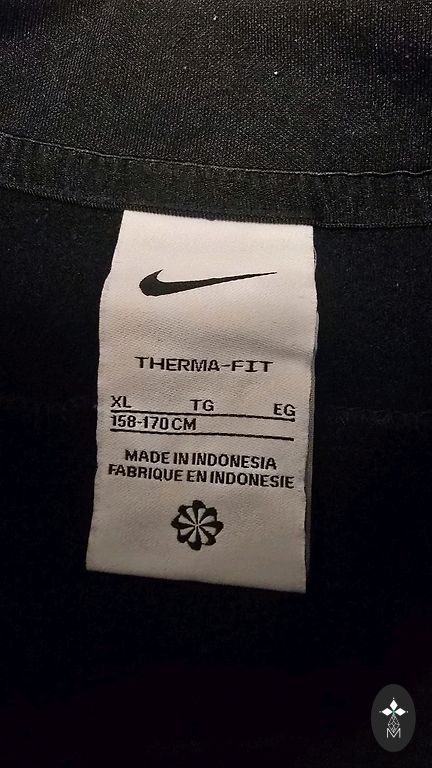 THERMA-FIT
XL TG EG
158-170CM
MADE IN INDONESIA
FABRIQUE EN INDONESIE
M